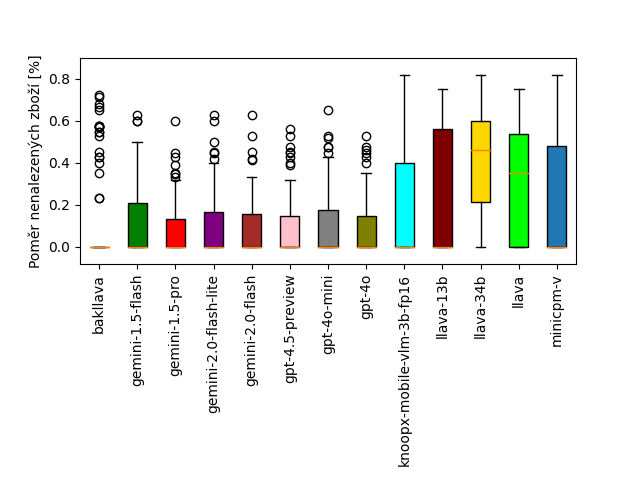 Poměr nenalezených zboží [%]
0.8
0.6
0.4
0.2
0.0
bakllava
gemini-1.5-flash
gemini-1.5-pro
gemini-2.0-flash-lite
gemini-2.0-flash
gpt-4.5-preview
gpt-4o-mini
gpt-4o
knoopx-mobile-vlm-3b-fp16
llava-13b
llava-34b
llava
minicpm-v